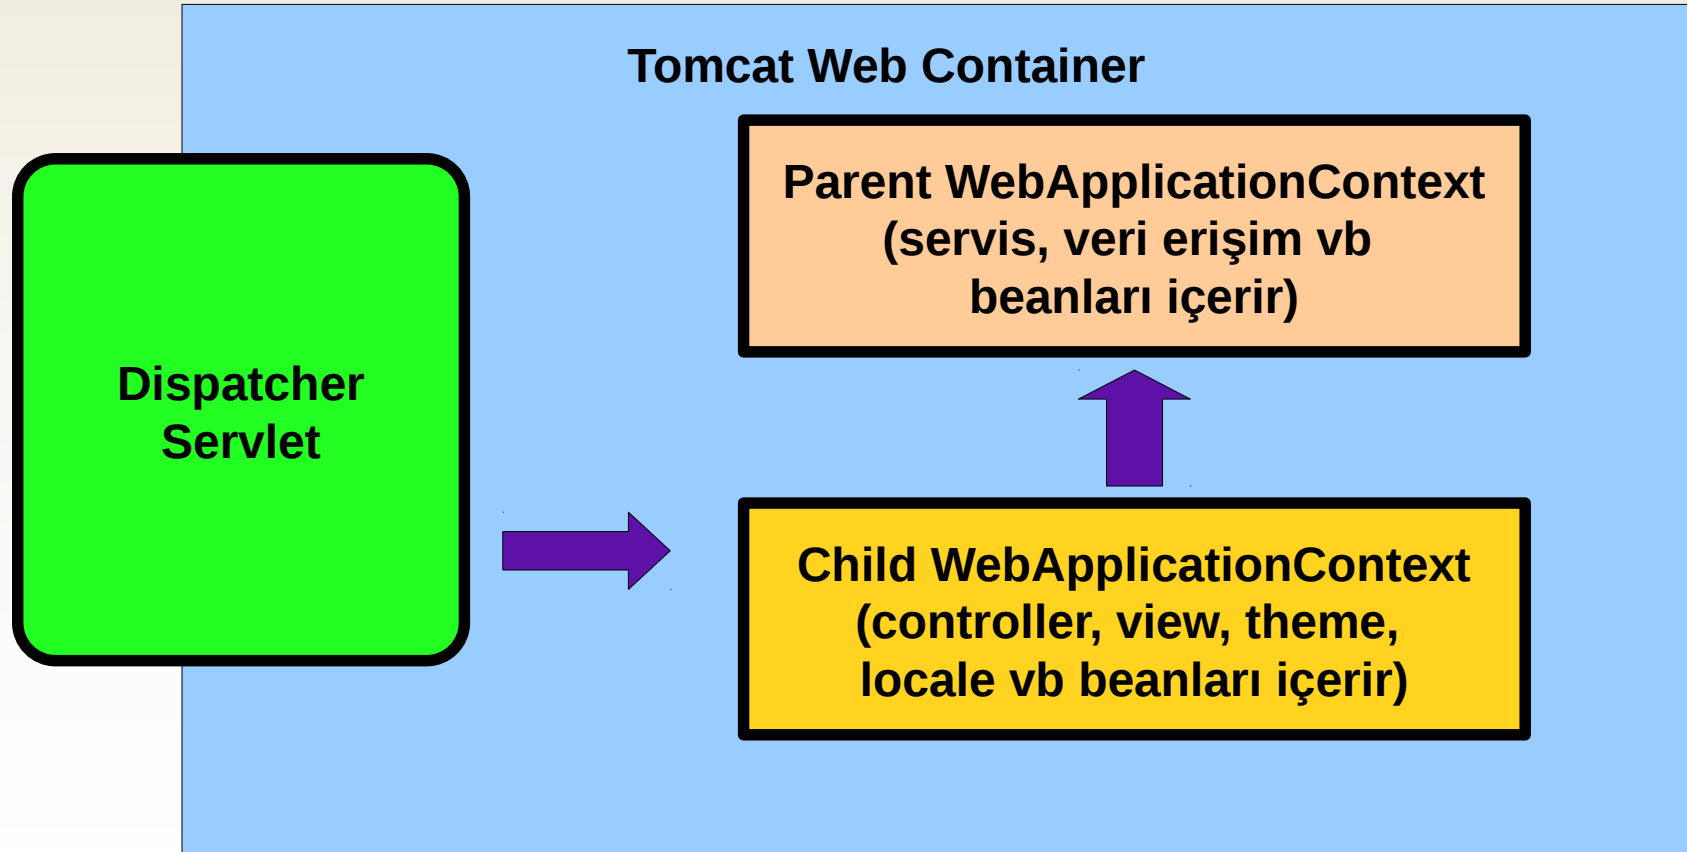 Tomcat Web Container
Parent WebApplicationContext
(servis, veri erişim vb
beanları içerir)
Dispatcher
Servlet
Child WebApplicationContext
(controller, view, theme,
locale vb beanları içerir)